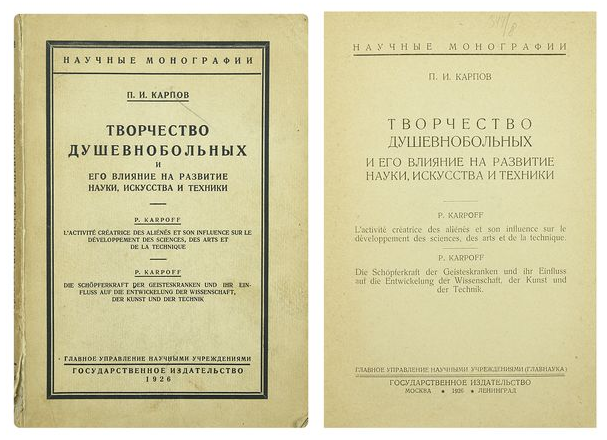 НАУЧНЫЕ МОНОГРАФИИ
П. И. КАРПОВ
ТВОРЧЕСТВО
ДУШЕВНОБОЛЬНЫХ
И
ЕГО ВЛИЯНИЕ НА РАЗВИТИЕ
НАУКИ, ИСКУССТВА И ТЕХНИКИ
P. KARPOFF
L'ACTIVITÉ CRÉATRICE DES ALIÉNÉS ET SON INFLUENCE SUR LE
DÉVELOPPEMENT DES SCIENCES, DES ARTS ET
DE LA TECHNIQUE
P. KARPOFF
DIE SCHÖPFERKRAFT DER GEISTESKRANKEN UND IHR EIN-
FLUSS AUF DIE ENTWICKELUNG DER WISSENSCHAFT,
DER KUNST UND DER TECHNIK
ГЛАВНОЕ УПРАВЛЕНИЕ НАУЧНЫМИ УЧРЕЖДЕНИЯМИ
ГОСУДАРСТВЕННОЕ ИЗДАТЕЛЬСТВО
1926
НАУЧНЫЕ МОНОГРАФИИ
П. И. КАРПОВ
ТВОРЧЕСТВО
ДУШЕВНОБОЛЬНЫХ
И ЕГО ВЛИЯНИЕ НА РАЗВИТИЕ
НАУКИ, ИСКУССТВА И ТЕХНИКИ
P. KARPOFF
L'activité créatrice des aliénés et son influence sur le
développement des sciences, des arts et de la technique.
P. KARPOFF
Die Schöpferkraft der Geisteskranken und ihr Einfluss
auf die Entwickelung der Wissenschaft, der Kunst und
der Technik.
ГЛАВНОЕ УПРАВЛЕНИЕ НАУЧНЫМИ УЧРЕЖДЕНИЯМИ (ГЛАВНАУКА)
ГОСУДАРСТВЕННОЕ ИЗДАТЕЛЬСТВО
МОСКВА ★ 1926 ★ ЛЕНИНГРАД